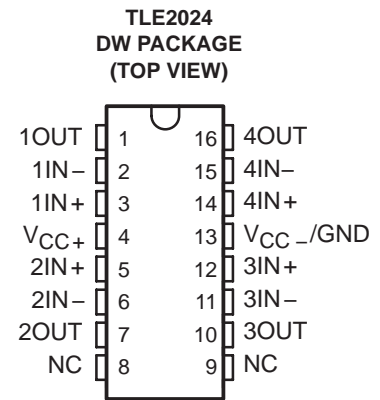 TLE2024
DW PACKAGE
(TOP VIEW)
1OUT 1 16 4OUT
1IN− 2 15 4IN−
1IN+ 3 14 4IN+
VCC+ 4 13 VCC−/GND
2IN+ 5 12 3IN+
2IN− 6 11 3IN−
2OUT 7 10 3OUT
NC 8 9 NC